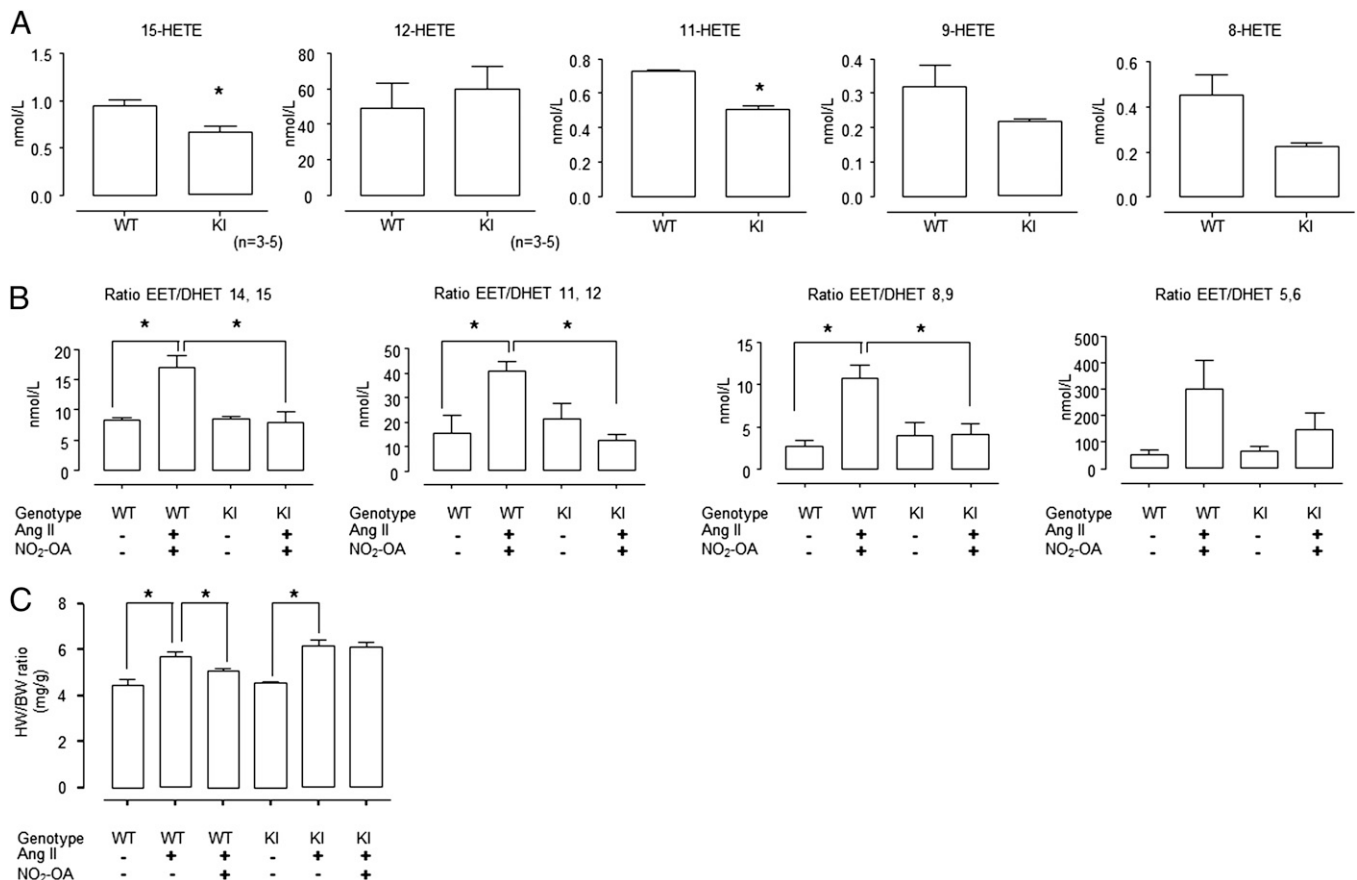 A
15-HETE 12-HETE 11-HETE 9-HETE 8-HETE
nmol/L nmol/L nmol/L nmol/L nmol/L
1.5 80 0.8 0.4 0.6
1.0 60 0.6 0.3 0.4
0.5 40 0.4 0.2 0.2
0.0 20 0.2 0.1 0.0
0 0.0 0.0
* *
WT KI WT KI WT KI WT KI WT KI
(n=3-5) (n=3-5)
B
Ratio EET/DHET 14, 15 Ratio EET/DHET 11, 12 Ratio EET/DHET 8,9 Ratio EET/DHET 5,6
* * * * * *
nmol/L nmol/L nmol/L nmol/L
20 50 15 500
15 40 10 400
10 30 5 300
5 20 0 200
0 10 100
0 0
Genotype WT WT KI KI Genotype WT WT KI KI Genotype WT WT KI KI Genotype WT WT KI KI
Ang II - + - + Ang II - + - + Ang II - + - + Ang II - + - +
NO₂-OA - + - + NO₂-OA - + - + NO₂-OA - + - + NO₂-OA - + - +
C
* * *
HW/BW ratio
(mg/g)
8
6
4
2
0
Genotype WT WT WT KI KI KI
Ang II - + + - + +
NO₂-OA - - + - - +